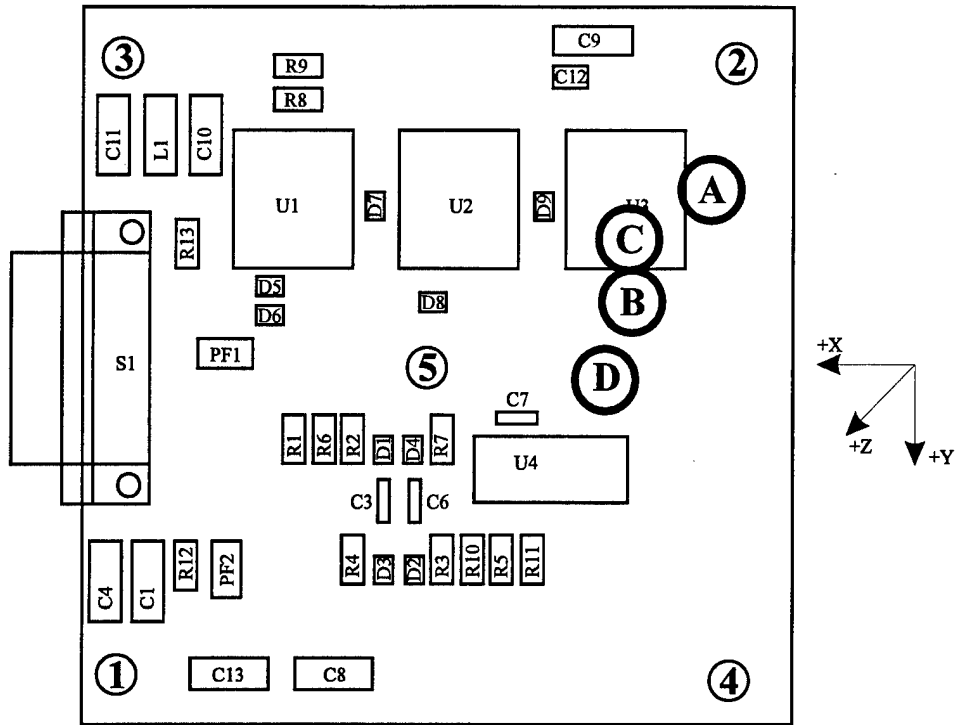 C9
3
2
R9
C12
R8
C11
L1
C10
U1
D7
U2
D9
U3
A
R13
C
D5
D8
B
D6
PF1
S1
5
D
+X
C7
+Z
+Y
R1
R6
R2
D1
D4
R7
U4
C3
C6
R12
PF2
R4
D3
D2
R3
R10
R5
R11
C4
C1
1
C13
C8
4